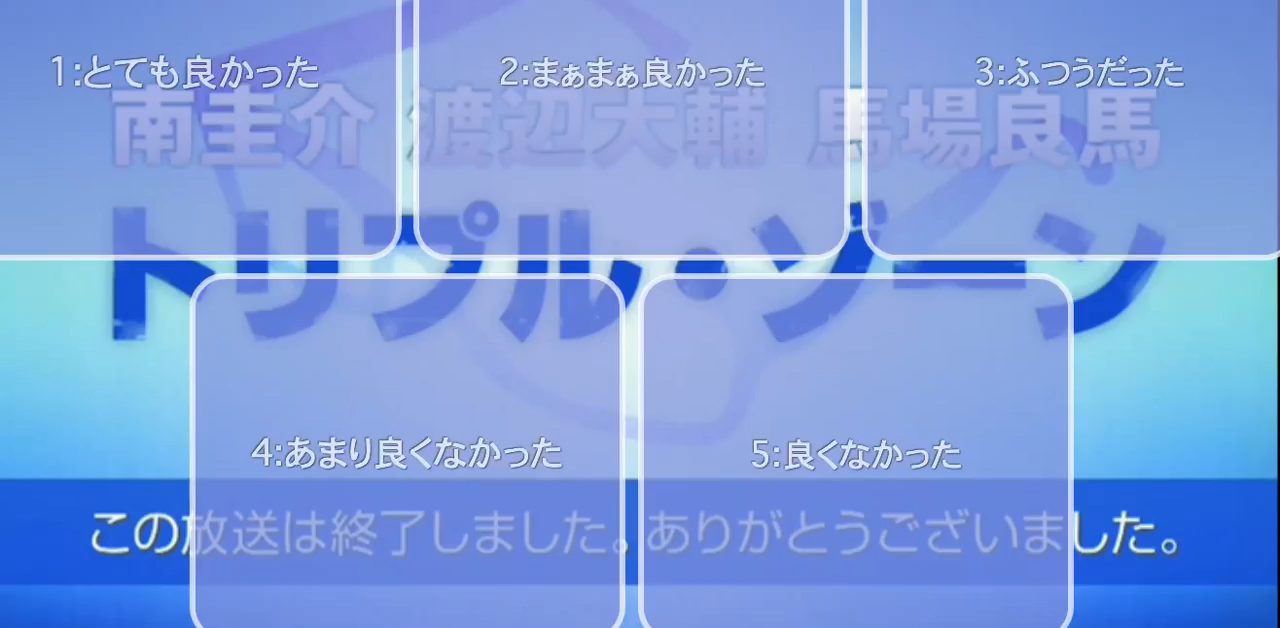 1:とても良かった
2:まぁまぁ良かった
3:ふつうだった
南圭介 渡辺大輔 馬場良馬
トリプル・ゾーン
4:あまり良くなかった
5:良くなかった
この放送は終了しました。ありがとうございました。